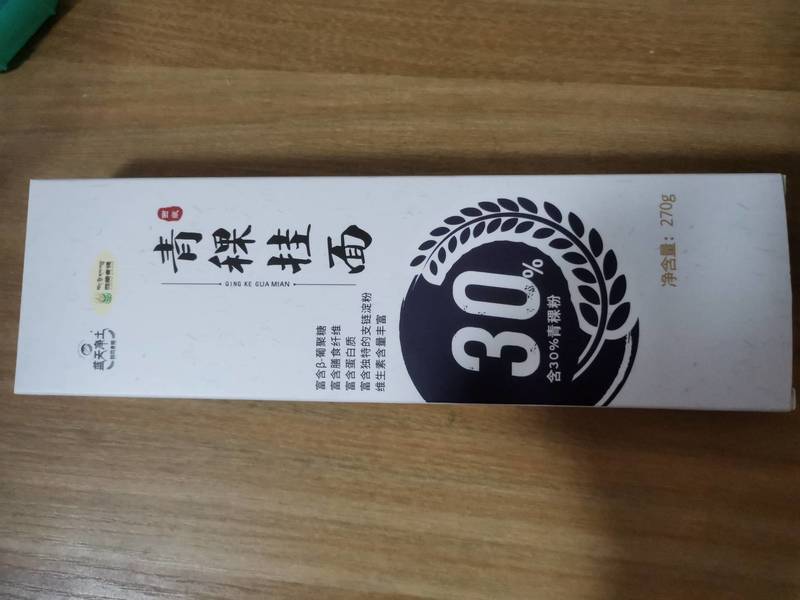 蓝天净土
青稞挂面
QING KE GUA MIAN
富含β-葡聚糖
富含膳食纤维
富含蛋白质
富含独特的支链淀粉
维生素含量丰富
30%
含30%青稞粉
净含量：270g